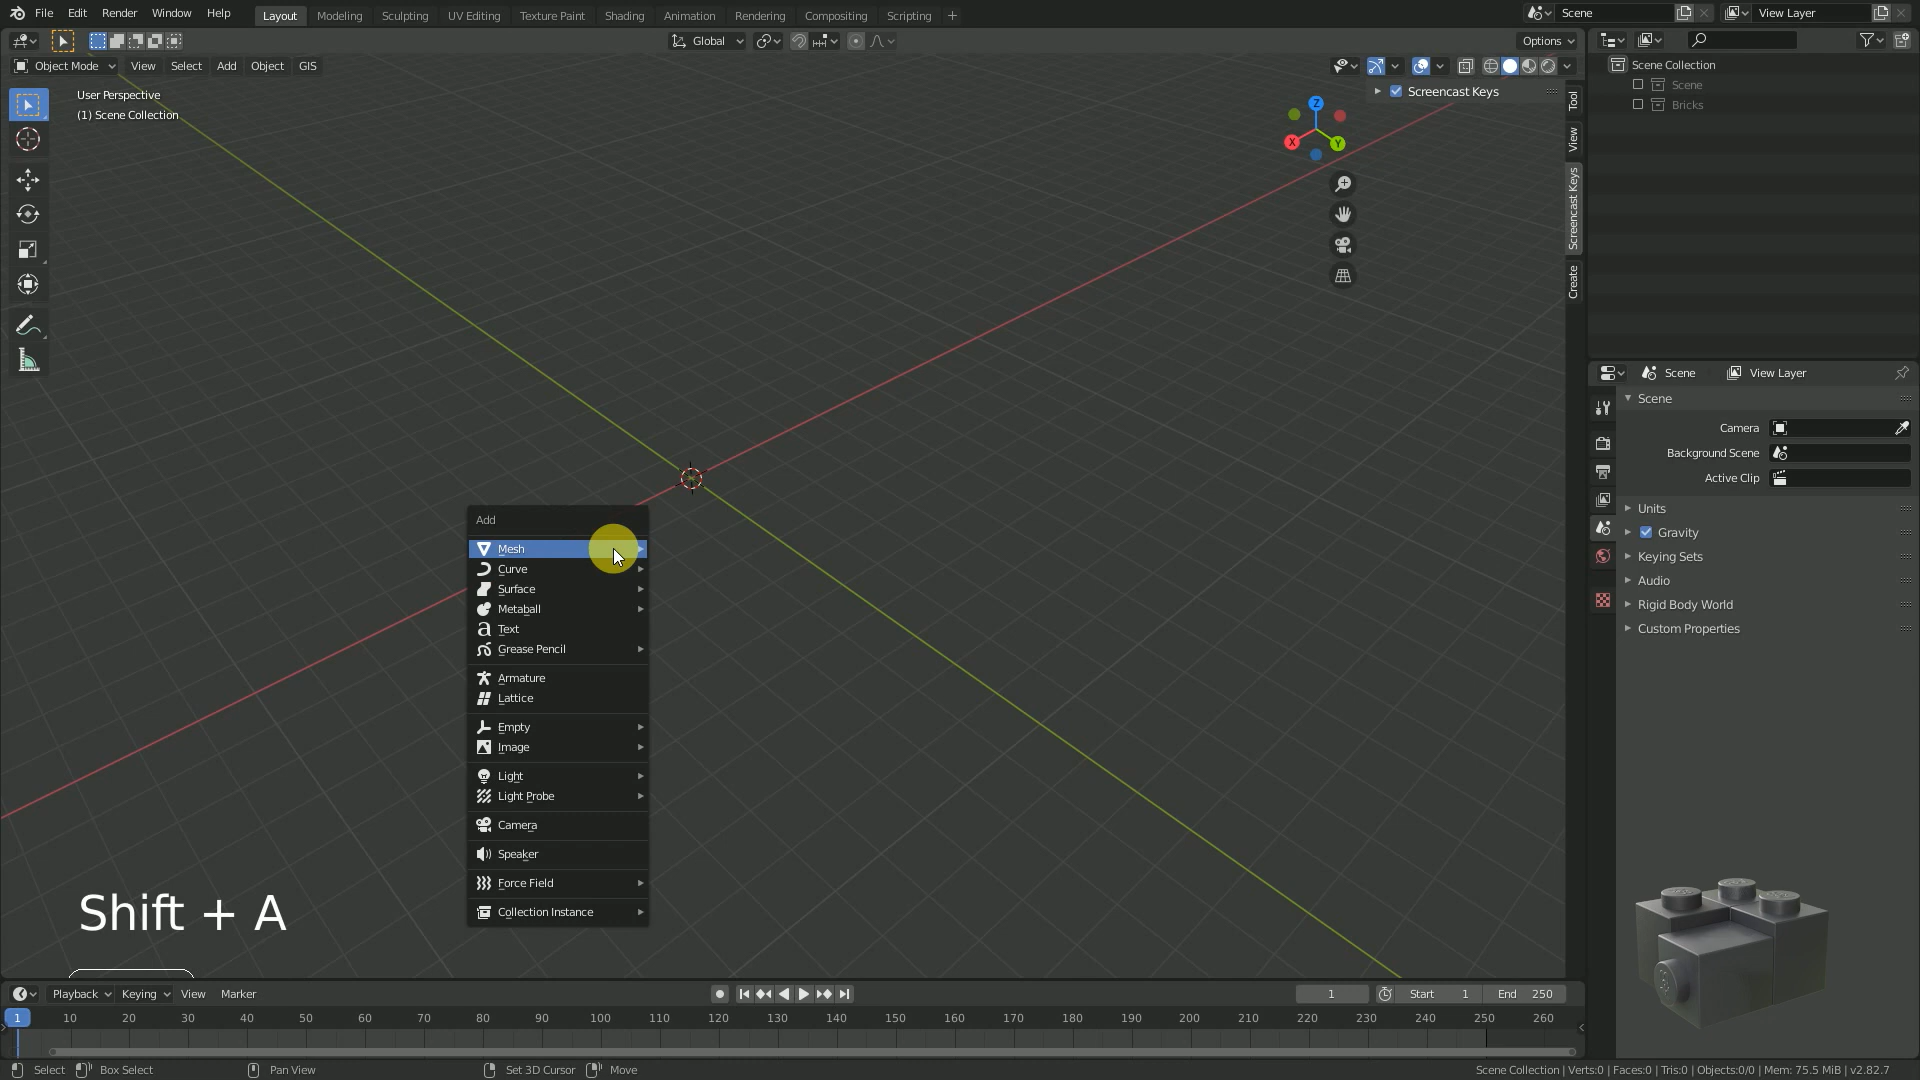 File Edit Render Window Help Layout Modeling Sculpting UV Editing Texture Paint Shading Animation Rendering Compositing Scripting + Scene View Layer
Global Options
Object Mode View Select Add Object GIS
User Perspective
(1) Scene Collection
Z
X
Y
Screencast Keys
Tool
View
Screencast Keys
Create
Scene Collection
Scene
Bricks
Scene View Layer
Scene
Camera
Background Scene
Active Clip
Units
Gravity
Keying Sets
Audio
Rigid Body World
Custom Properties
Add
Mesh
Curve
Surface
Metaball
Text
Grease Pencil
Armature
Lattice
Empty
Image
Light
Light Probe
Camera
Speaker
Force Field
Collection Instance
Shift + A
Playback Keying View Marker 1 Start 1 End 250
1 10 20 30 40 50 60 70 80 90 100 110 120 130 140 150 160 170 180 190 200 210 220 230 240 250 260
Select Box Select Pan View Set 3D Cursor Move Scene Collection | Verts:0 | Faces:0 | Tris:0 | Objects:0/0 | Mem: 75.5 MiB | v2.82.7